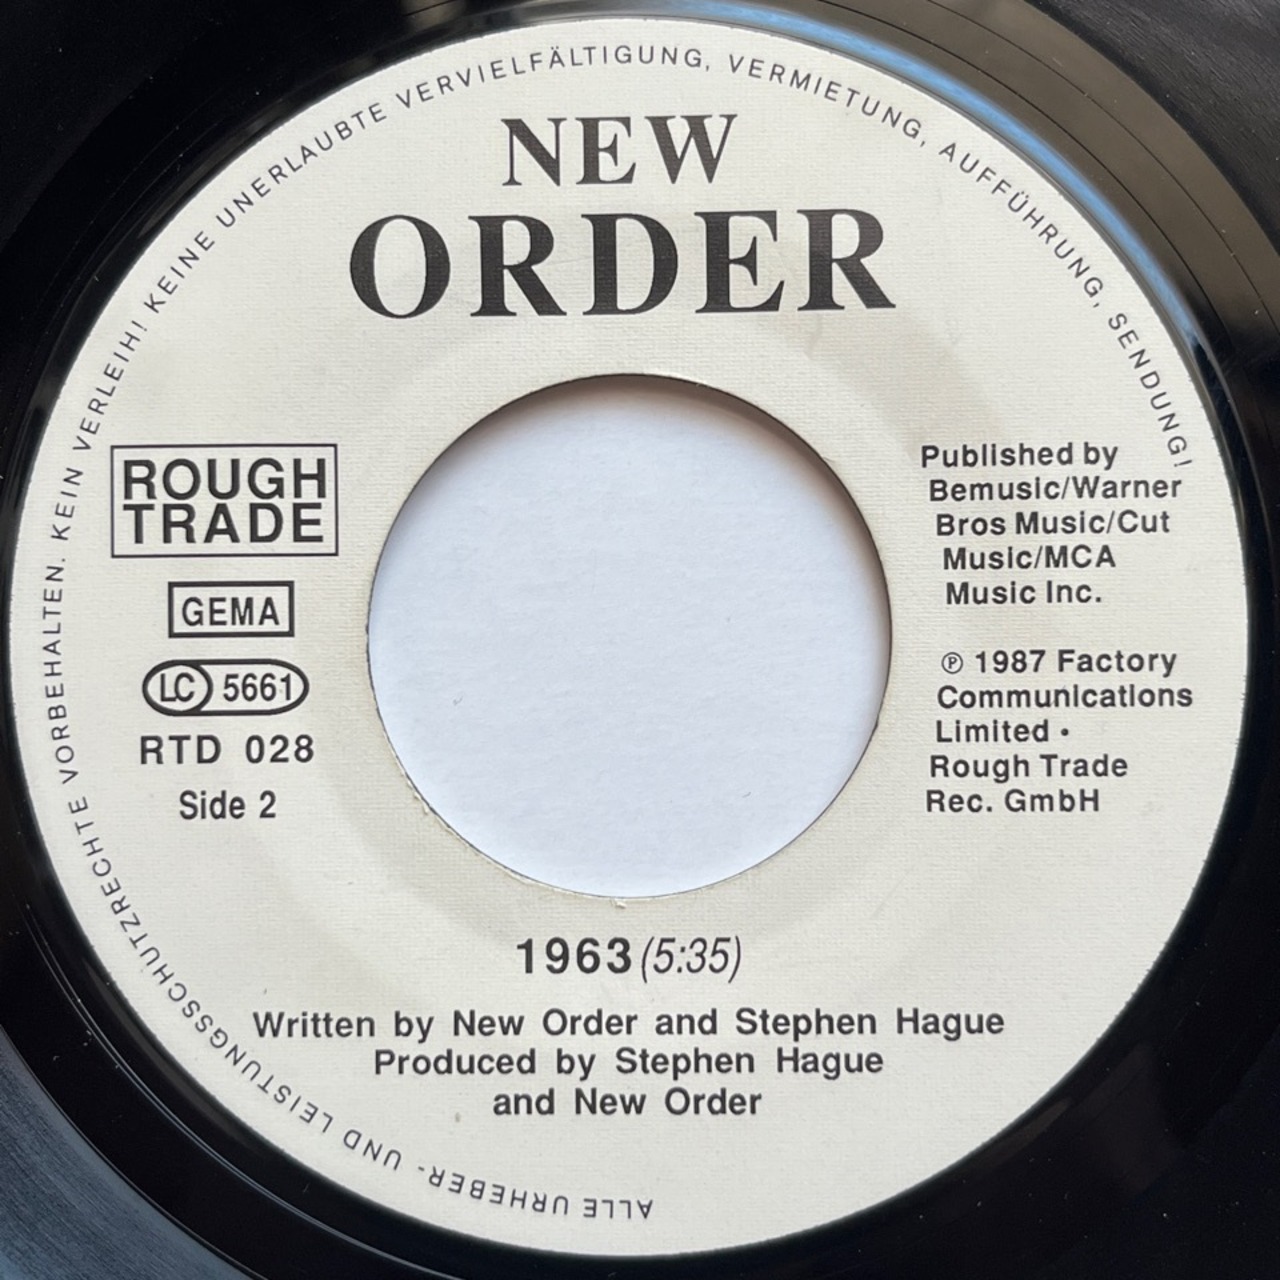 ALLE URHEBER- UND LEISTUNGSSCHUTZRECHTE VORBEHALTEN. KEIN VERLEIH! KEINE UNERLAUBTE VERVIELFÄLTIGUNG, VERMIETUNG, AUFFÜHRUNG, SENDUNG!
NEW
ORDER
ROUGH
TRADE
GEMA
LC 5661
RTD 028
Side 2
Published by
Bemusic/Warner
Bros Music/Cut
Music/MCA
Music Inc.
℗ 1987 Factory
Communications
Limited •
Rough Trade
Rec. GmbH
1963 (5:35)
Written by New Order and Stephen Hague
Produced by Stephen Hague
and New Order